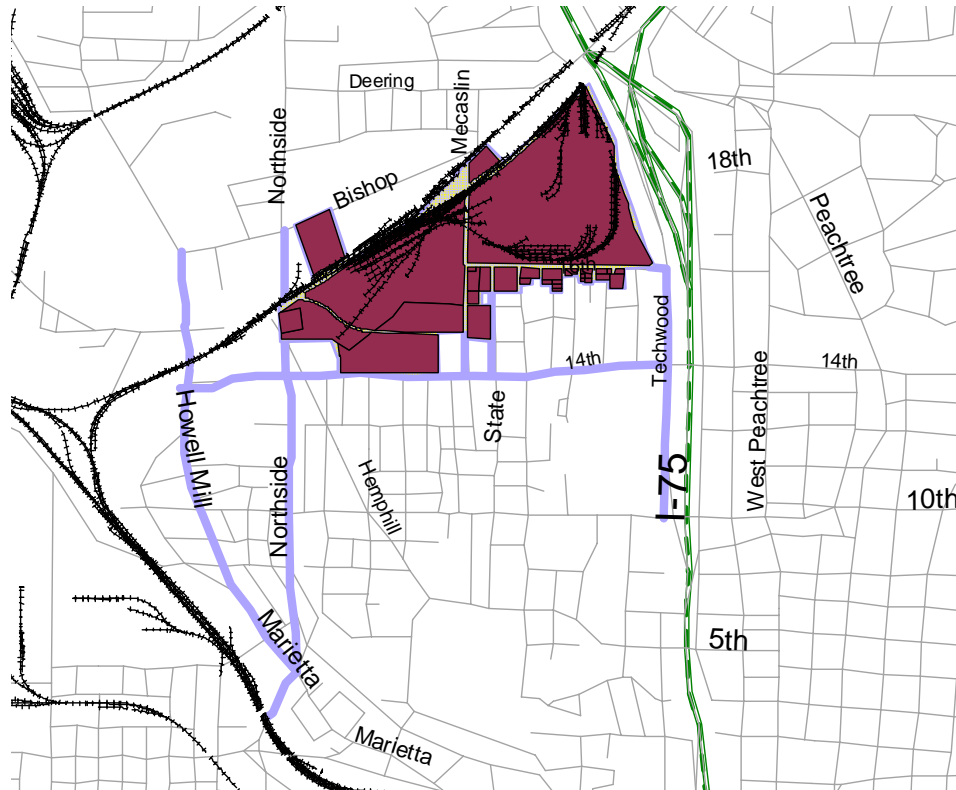 Deering
Mecaslin
Northside
Bishop
18th
Peachtree
Techwood
14th
14th
West Peachtree
Howell Mill
State
Northside
Hemphill
I-75
10th
Marietta
5th
Marietta